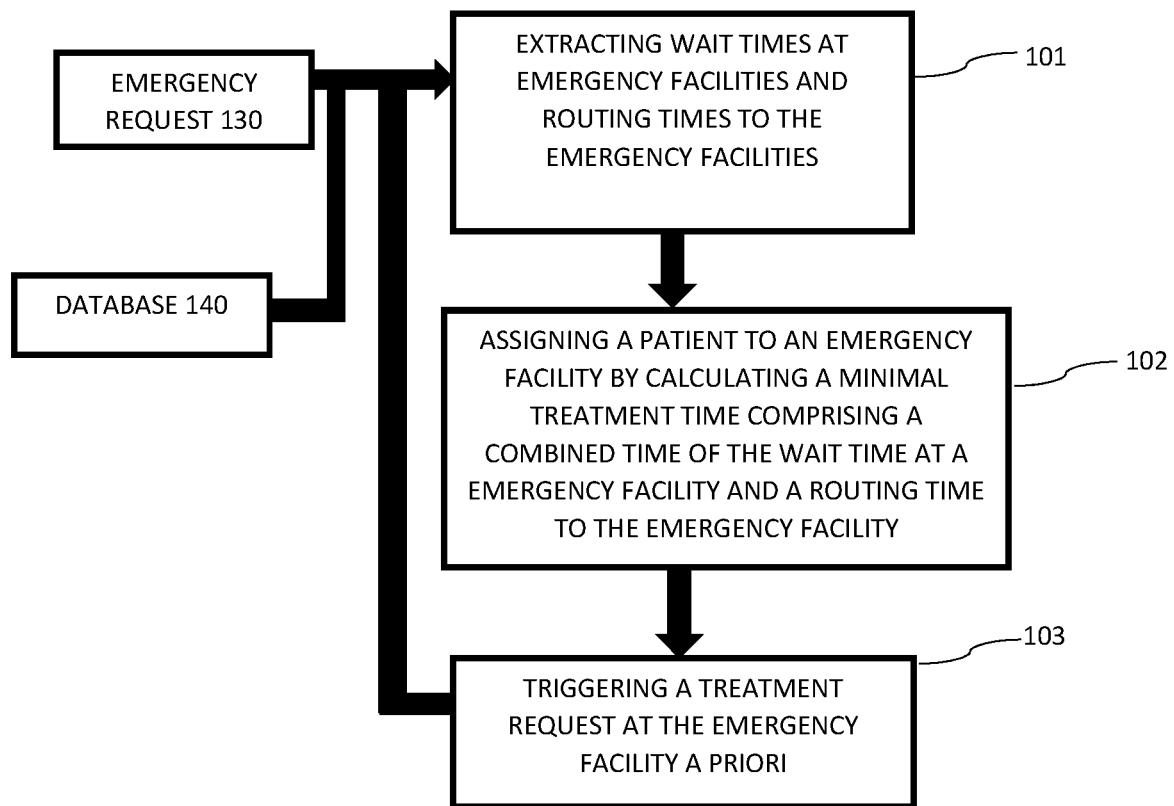 EMERGENCY
REQUEST 130
DATABASE 140
EXTRACTING WAIT TIMES AT
EMERGENCY FACILITIES AND
ROUTING TIMES TO THE
EMERGENCY FACILITIES
101
ASSIGNING A PATIENT TO AN EMERGENCY
FACILITY BY CALCULATING A MINIMAL
TREATMENT TIME COMPRISING A
COMBINED TIME OF THE WAIT TIME AT A
EMERGENCY FACILITY AND A ROUTING TIME
TO THE EMERGENCY FACILITY
102
TRIGGERING A TREATMENT
REQUEST AT THE EMERGENCY
FACILITY A PRIORI
103